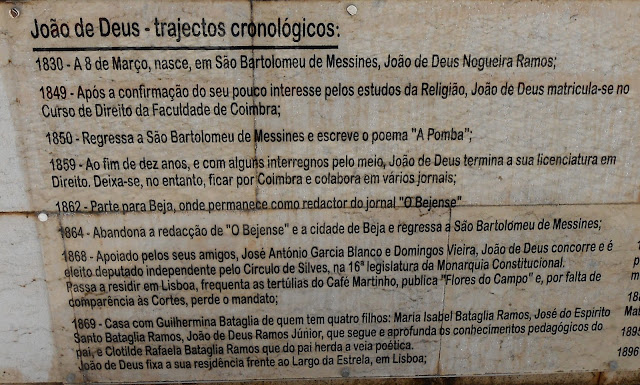 João de Deus - trajectos cronológicos:
1830 - A 8 de Março, nasce, em São Bartolomeu de Messines, João de Deus Nogueira Ramos;
1849 - Após a confirmação do seu pouco interesse pelos estudos da Religião, João de Deus matricula-se no
Curso de Direito da Faculdade de Coimbra;
1850 - Regressa a São Bartolomeu de Messines e escreve o poema "A Pomba";
1859 - Ao fim de dez anos, e com alguns interregnos pelo meio, João de Deus termina a sua licenciatura em
Direito. Deixa-se, no entanto, ficar por Coimbra e colabora em vários jornais;
1862 - Parte para Beja, onde permanece como redactor do jornal "O Bejense"
1864 - Abandona a redacção de "O Bejense" e a cidade de Beja e regressa a São Bartolomeu de Messines;
1868 - Apoiado pelos seus amigos, José António Garcia Blanco e Domingos Vieira, João de Deus concorre e é
eleito deputado independente pelo Círculo de Silves, na 16ª legislatura da Monarquia Constitucional.
Passa a residir em Lisboa, frequenta as tertúlias do Café Martinho, publica "Flores do Campo" e, por falta de
comparência às Cortes, perde o mandato;
1869 - Casa com Guilhermina Bataglia de quem tem quatro filhos: Maria Isabel Bataglia Ramos, José do Espírito
Santo Bataglia Ramos, João de Deus Ramos Júnior, que segue e aprofunda os conhecimentos pedagógicos do
pai, e Clotilde Rafaela Bataglia Ramos que do pai herda a veia poética.
João de Deus fixa a sua residência frente ao Largo da Estrela, em Lisboa;
1895
1896